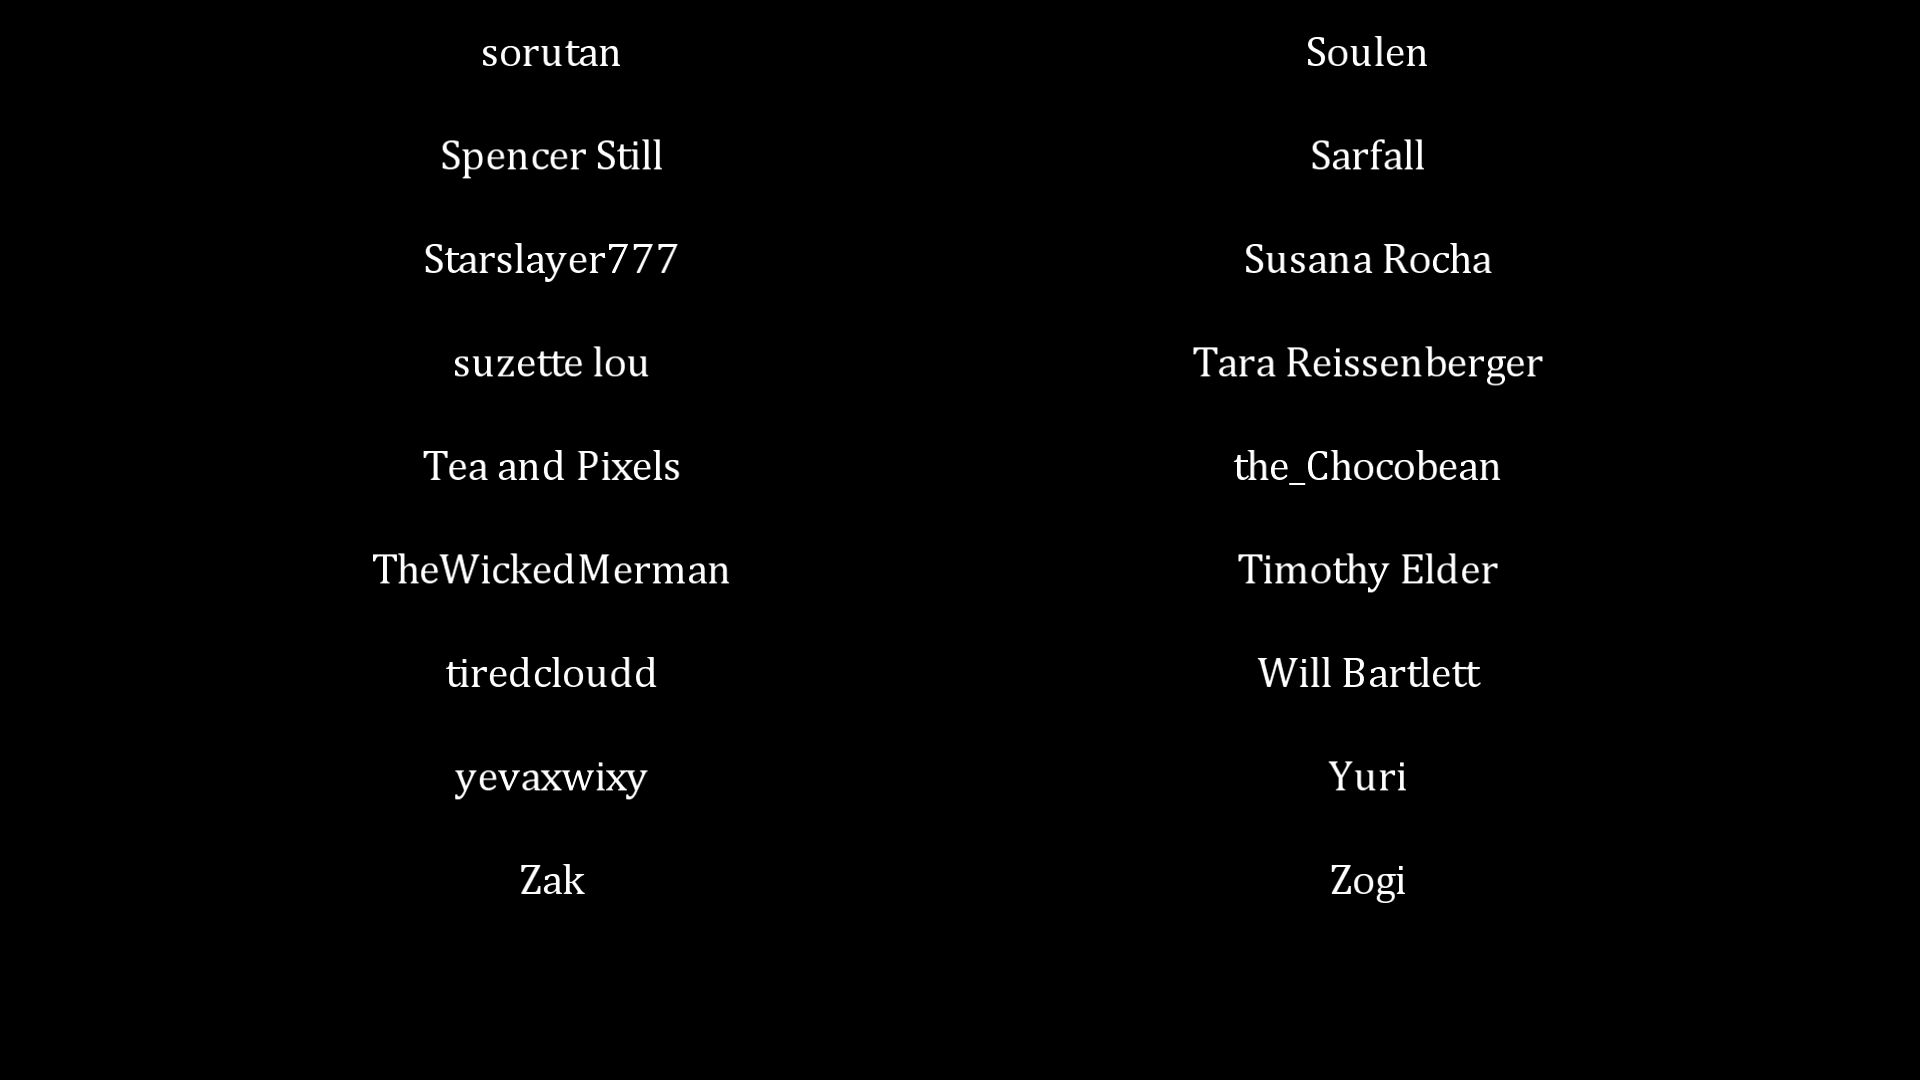 sorutan
Soulen
Spencer Still
Sarfall
Starslayer777
Susana Rocha
suzette lou
Tara Reissenberger
Tea and Pixels
the_Chocobean
TheWickedMerman
Timothy Elder
tiredcloudd
Will Bartlett
yevaxwixy
Yuri
Zak
Zogi